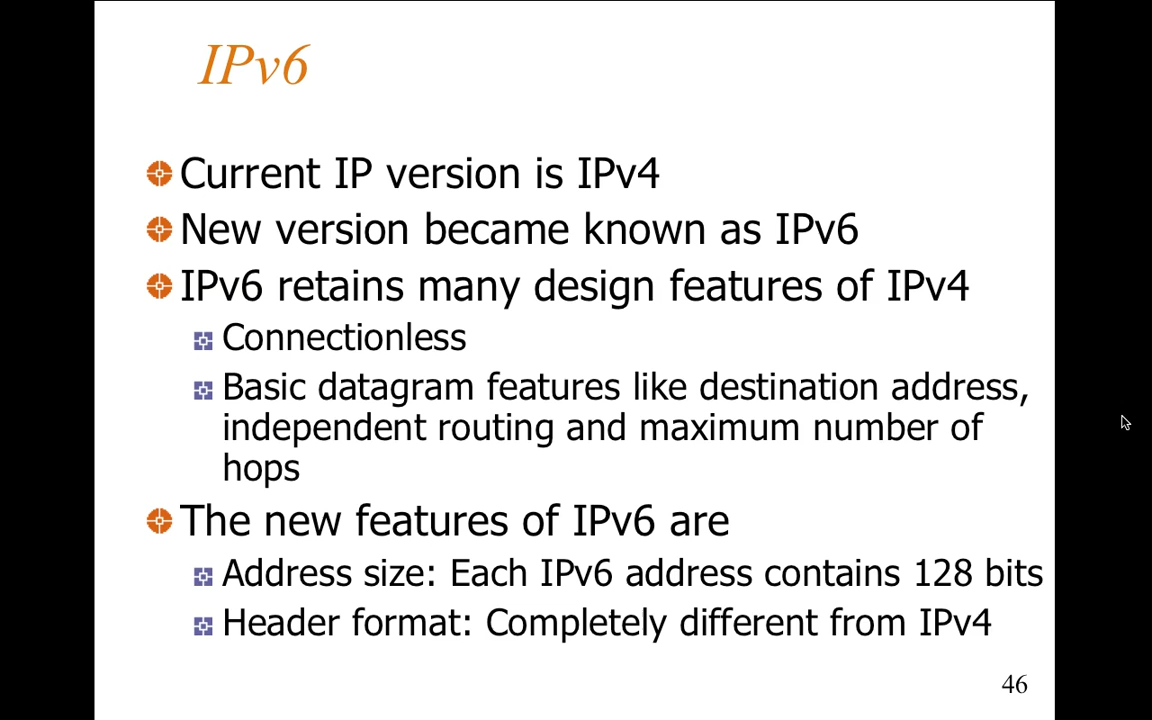 IPv6
Current IP version is IPv4
New version became known as IPv6
IPv6 retains many design features of IPv4
Connectionless
Basic datagram features like destination address,
independent routing and maximum number of
hops
The new features of IPv6 are
Address size: Each IPv6 address contains 128 bits
Header format: Completely different from IPv4
46